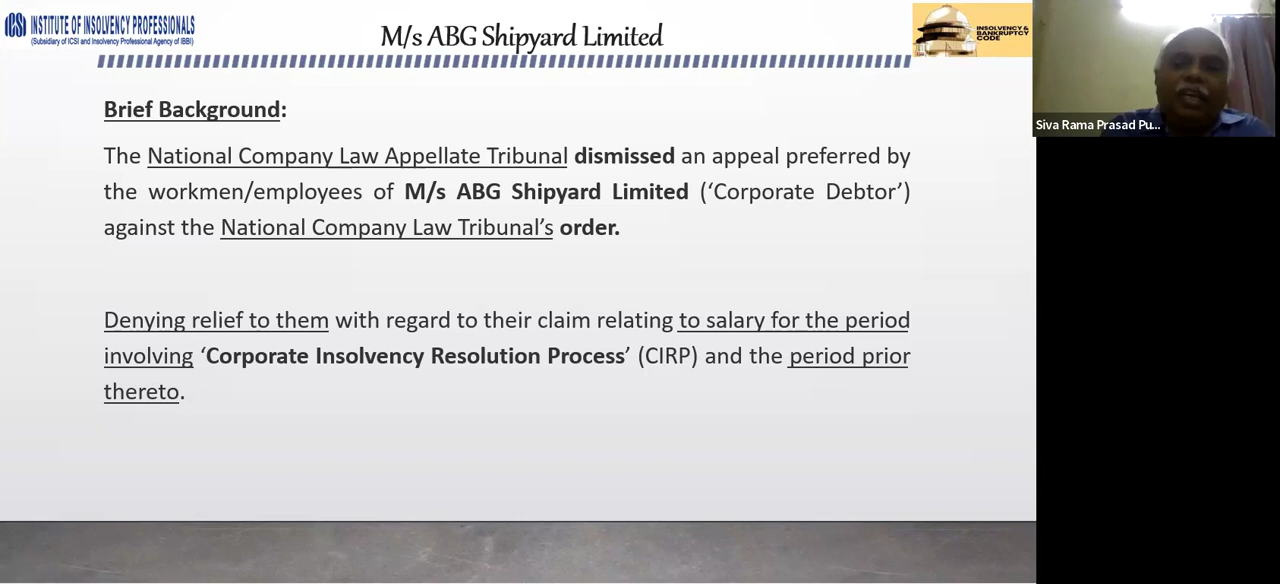 ICSI INSTITUTE OF INSOLVENCY PROFESSIONALS
(Subsidiary of ICSI and Insolvency Professional Agency of IBBI)
M/s ABG Shipyard Limited
INSOLVENCY &
BANKRUPTCY
CODE
Siva Rama Prasad Pu...
Brief Background:
The National Company Law Appellate Tribunal dismissed an appeal preferred by
the workmen/employees of M/s ABG Shipyard Limited (‘Corporate Debtor’)
against the National Company Law Tribunal’s order.
Denying relief to them with regard to their claim relating to salary for the period
involving ‘Corporate Insolvency Resolution Process’ (CIRP) and the period prior
thereto.